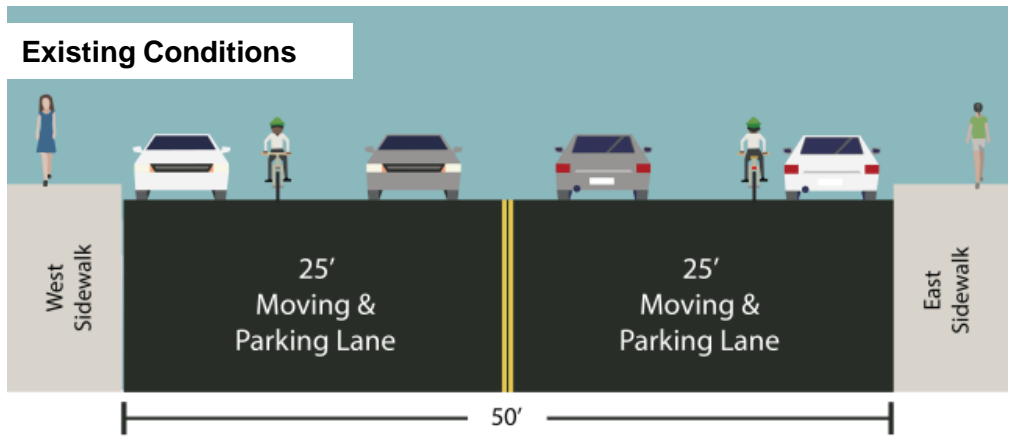 Existing Conditions
West
Sidewalk
25′
Moving &
Parking Lane
25′
Moving &
Parking Lane
East
Sidewalk
50′